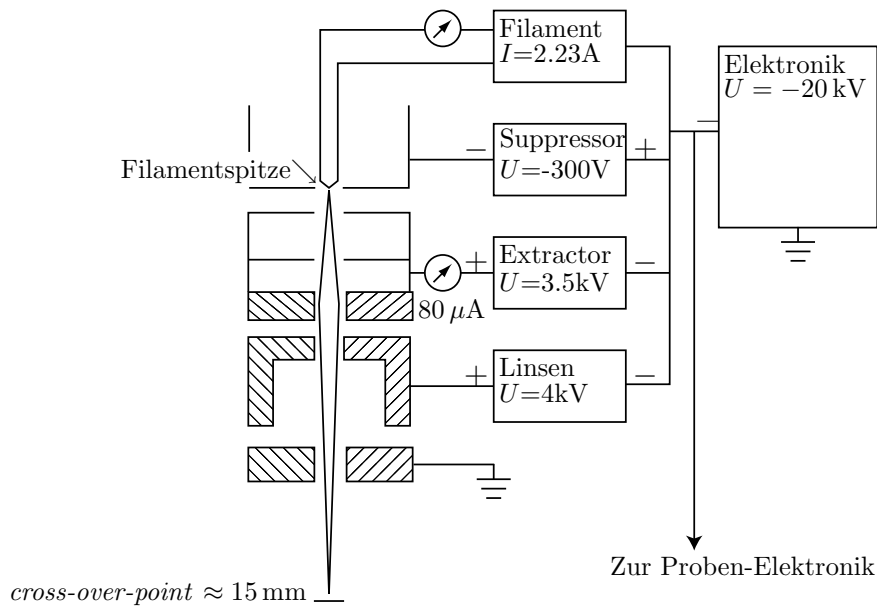 Filament
I=2.23A
Elektronik
U = −20 kV
−
Suppressor
U=-300V
−
+
Filamentspitze
Extractor
U=3.5kV
+
−
80 μA
Linsen
U=4kV
+
−
Zur Proben-Elektronik
cross-over-point ≈ 15 mm